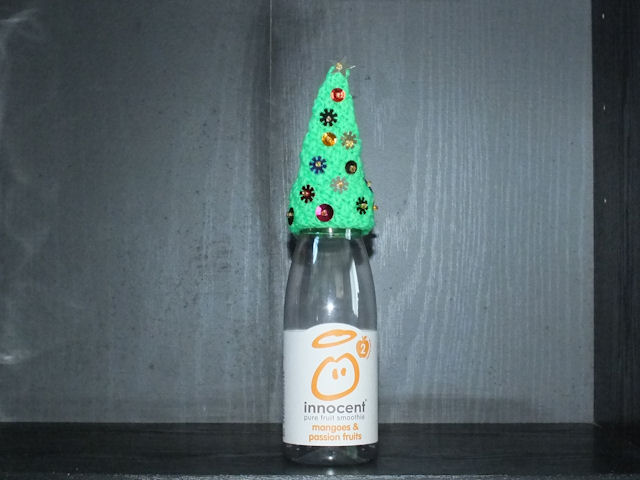 2
innocent
pure fruit smoothie
mangoes &
passion fruits